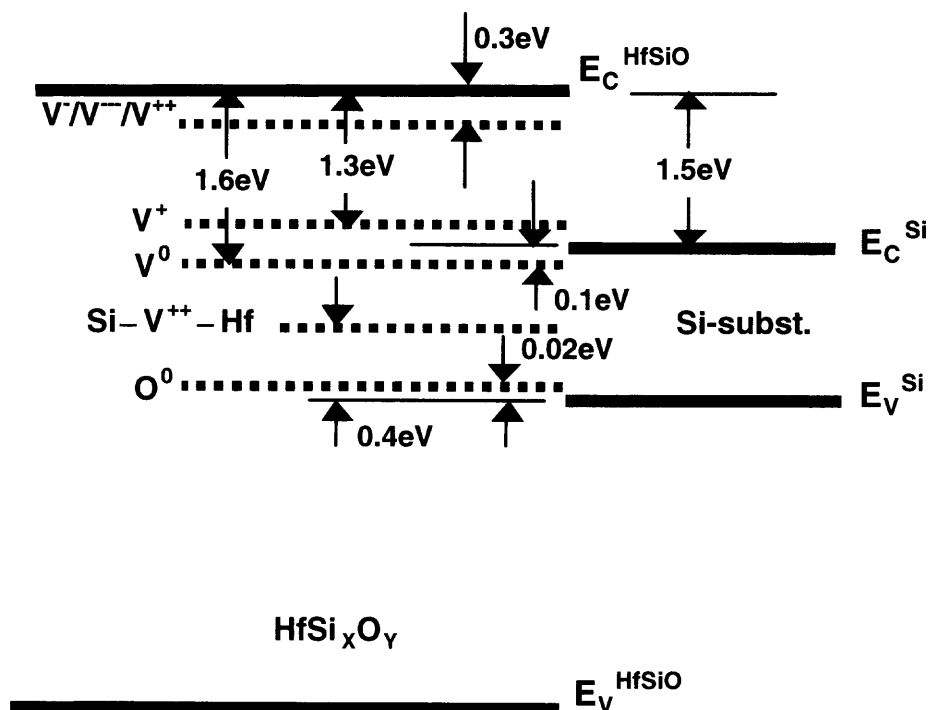 0.3eV
E_C^HfSiO
V⁻/V⁻⁻/V⁺⁺
1.6eV
1.3eV
1.5eV
V⁺
E_C^Si
V⁰
0.1eV
Si–V⁺⁺–Hf
Si-subst.
0.02eV
O⁰
E_V^Si
0.4eV
HfSi_XO_Y
E_V^HfSiO